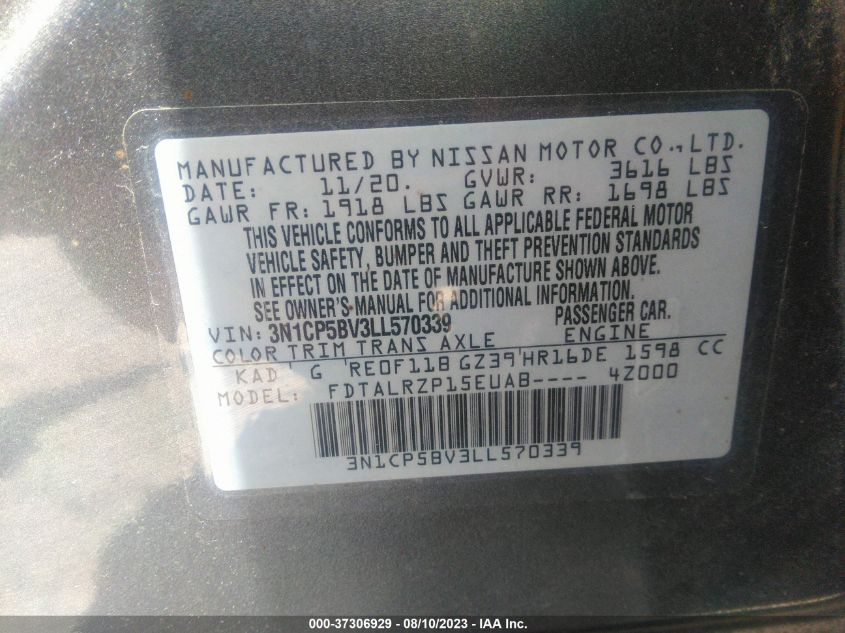 MANUFACTURED BY NISSAN MOTOR CO., LTD.
DATE: 11/20. GVWR: 3616 LBS
GAWR FR: 1918 LBS GAWR RR: 1698 LBS
THIS VEHICLE CONFORMS TO ALL APPLICABLE FEDERAL MOTOR
VEHICLE SAFETY, BUMPER AND THEFT PREVENTION STANDARDS
IN EFFECT ON THE DATE OF MANUFACTURE SHOWN ABOVE.
SEE OWNER'S MANUAL FOR ADDITIONAL INFORMATION.
VIN: 3N1CP5BV3LL570339 PASSENGER CAR.
COLOR TRIM TRANS AXLE ENGINE
KAD G RE0F11B GZ39 HR16DE 1598 CC
MODEL: FDTALRZP15EUAB---- 4Z000
3N1CP5BV3LL570339
000-37306929 - 08/10/2023 - IAA Inc.